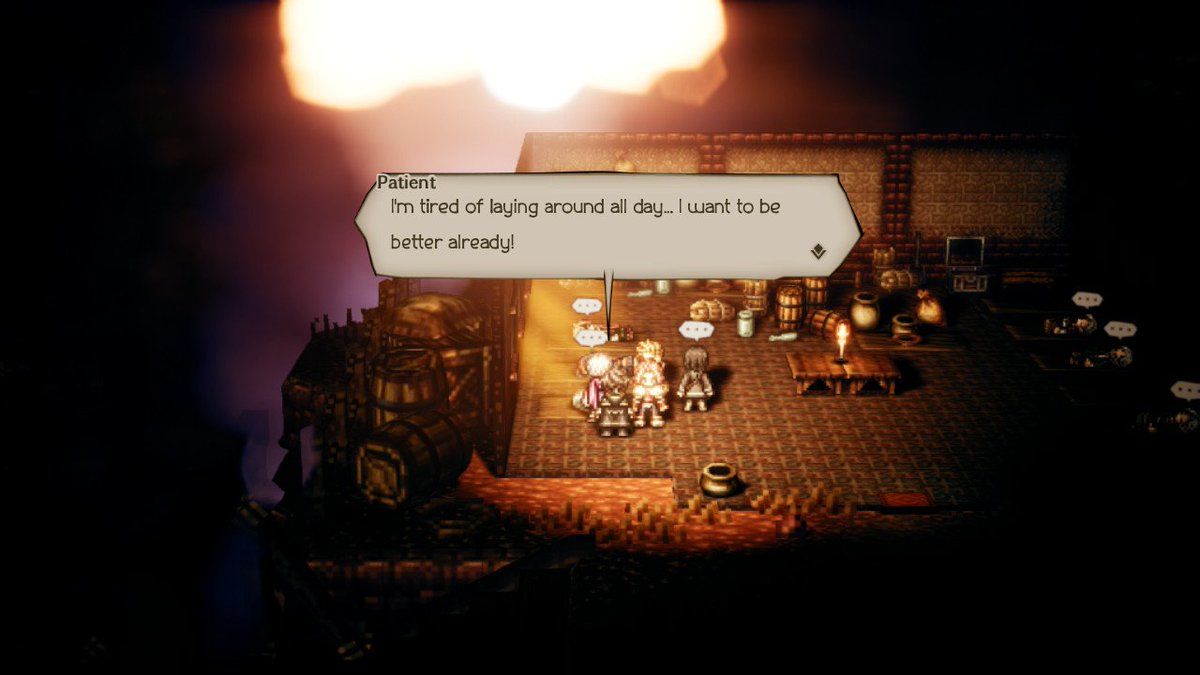 Patient
I'm tired of laying around all day... I want to be
better already!